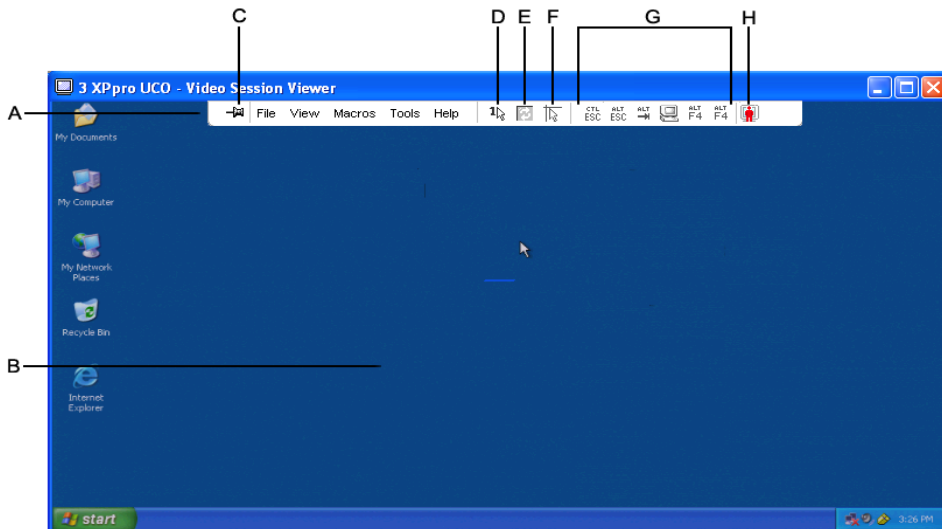 C D E F G H
3 XPpro UCO - Video Session Viewer
A
File View Macros Tools Help 1 CTL ESC ALT ESC ALT ALT F4 ALT F4
My Documents
My Computer
My Network
Places
Recycle Bin
B
Internet
Explorer
start 3:26 PM